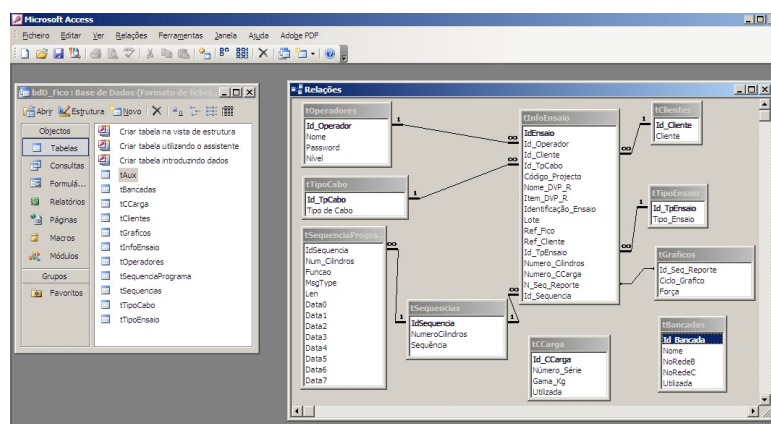 Microsoft Access
Ficheiro Editar Ver Relações Ferramentas Janela Ajuda Adobe PDF
bdD_Fico : Base de Dados (Formato de ficheir...
Abrir Estrutura Novo
Objectos
Tabelas
Consultas
Formulá...
Relatórios
Páginas
Macros
Módulos
Grupos
Favoritos
Criar tabela na vista de estrutura
Criar tabela utilizando o assistente
Criar tabela introduzindo dados
tAux
tBancadas
tCCarga
tClientes
tGraficos
tInfoEnsaio
tOperadores
tSequenciaPrograma
tSequencias
tTipoCabo
tTipoEnsaio
Relações
tOperadores
Id_Operador
Nome
Password
Nível
1
tTipoCabo
Id_TpCabo
Tipo de Cabo
1
tSequenciaProgra...
IdSequencia
Num_Cilindros
Funcao
MsgType
Len
Data0
Data1
Data2
Data3
Data4
Data5
Data6
Data7
∞
1
tSequencias
IdSequencia
NumeroCilindros
Sequência
1
∞
tInfoEnsaio
IdEnsaio
Id_Operador
Id_Cliente
Id_TpCabo
Código_Projecto
Nome_DVP_R
Item_DVP_R
Identificação_Ensaio
Lote
Ref_Fico
Ref_Cliente
Id_TpEnsaio
Numero_Cilindros
Numero_CCarga
N_Seq_Reporte
Id_Sequencia
∞
∞
∞
∞
tCCarga
Id_CCarga
Número_Série
Gama_Kg
Utilizada
tClientes
Id_Cliente
Cliente
1
tTipoEnsaio
Id_TpEnsaio
Tipo_Ensaio
1
tGraficos
Id_Seq_Reporte
Ciclo_Grafico
Força
tBancadas
Id_Bancada
Nome
NoRedeB
NoRedeC
Utilizada